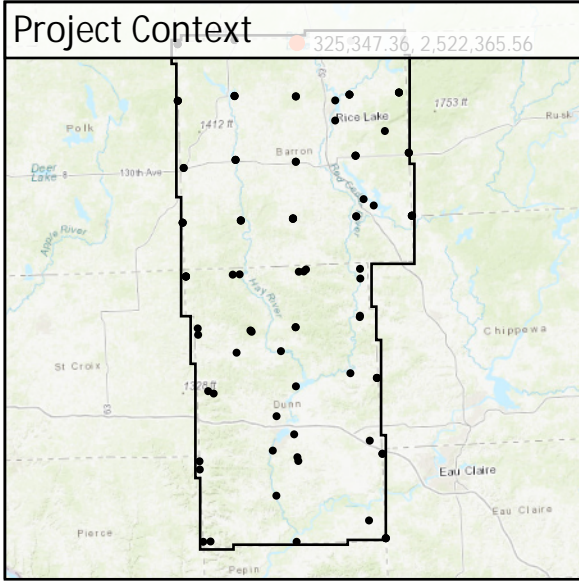 Project Context
325,347.36, 2,522,365.56
1753 ft
Rice Lake
Rusk
1412 ft
Polk
Barron
Deer
Lake 8
130th Ave
Red Cedar River
Apple River
Hay River
Chippewa
St Croix
1328 ft
63
Dunn
Eau Claire
Eau Claire
Pierce
Pepin